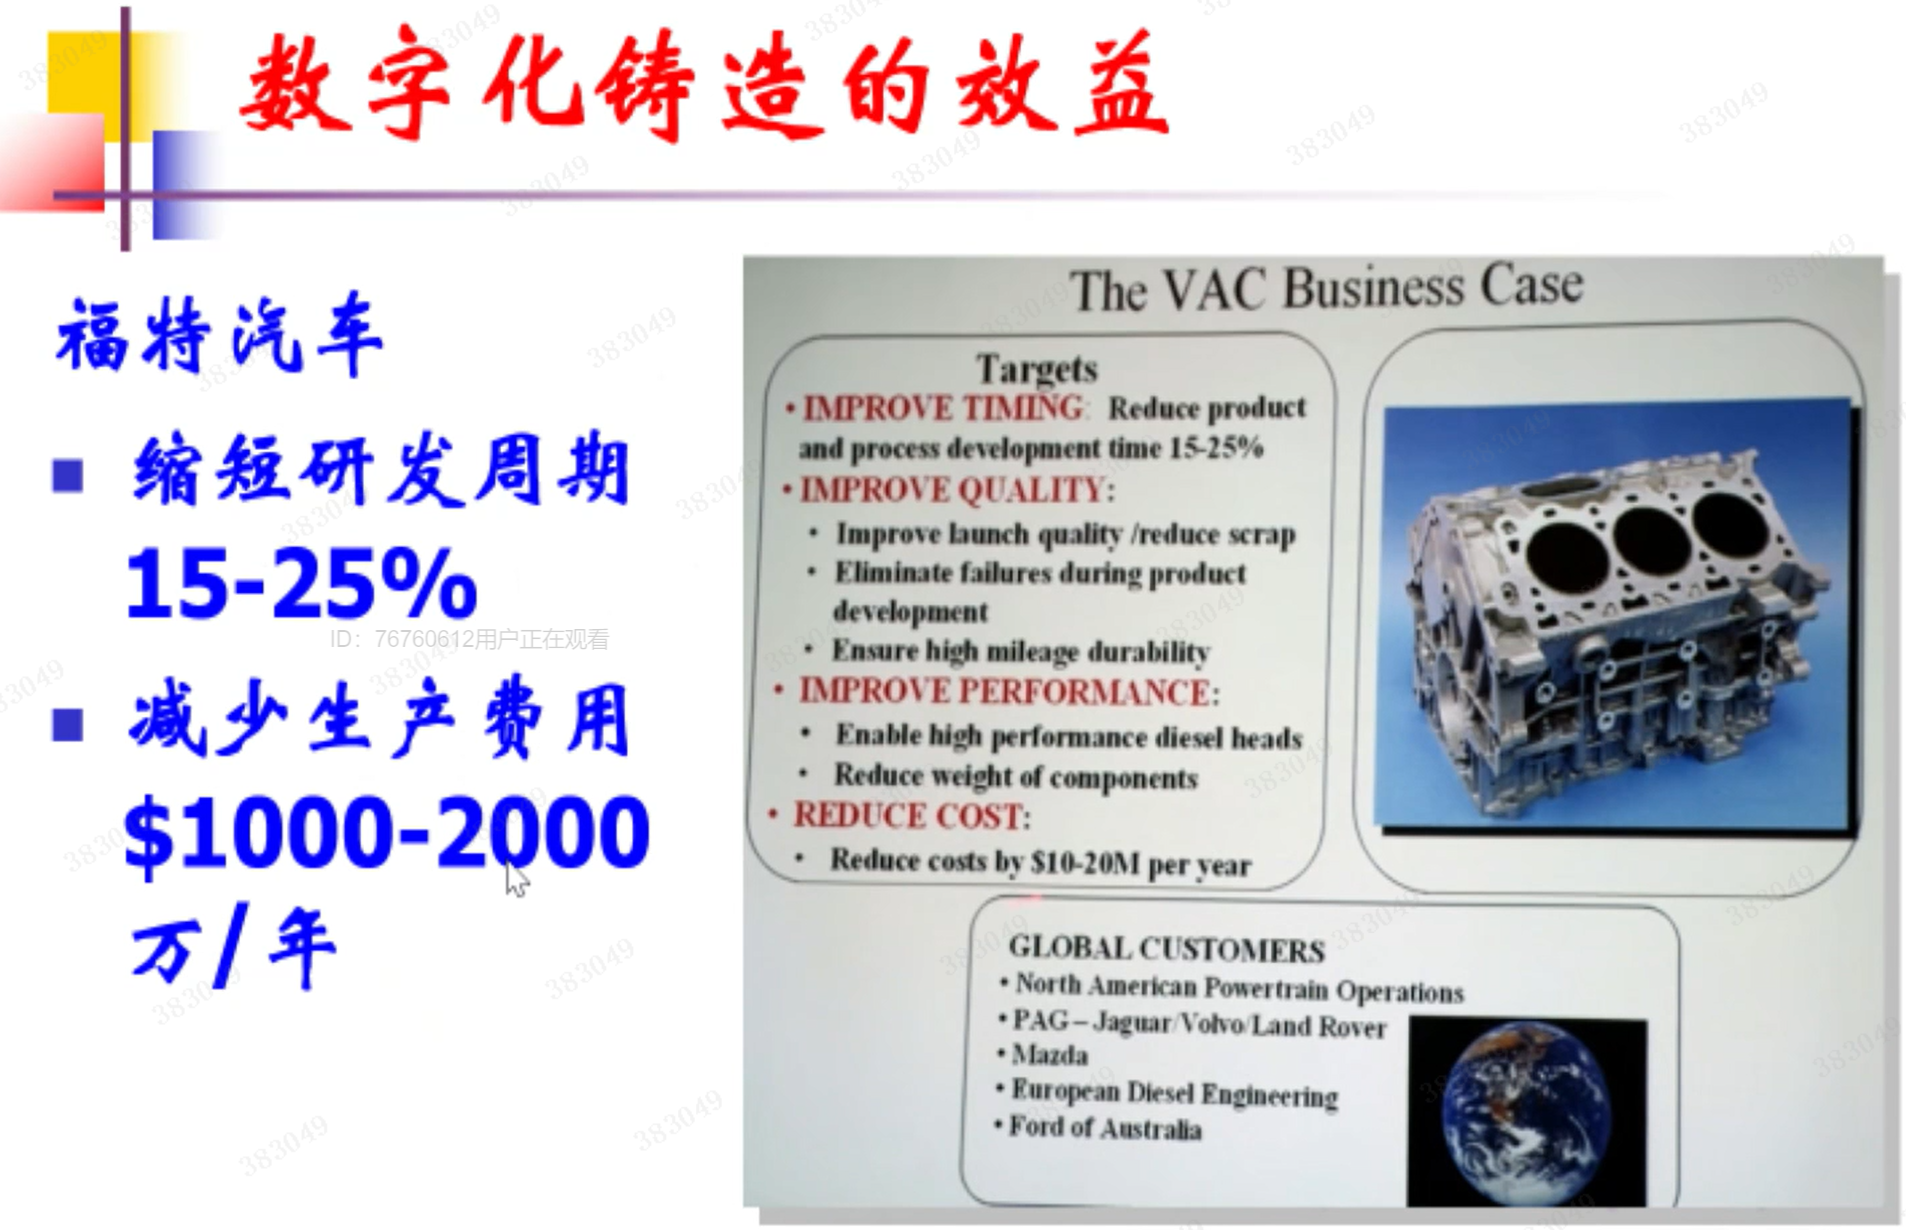 数字化铸造的效益
福特汽车
缩短研发周期
15-25%
ID：76760612用户正在观看
减少生产费用
$1000-2000
万/年
The VAC Business Case
Targets
• IMPROVE TIMING: Reduce product
and process development time 15-25%
• IMPROVE QUALITY:
• Improve launch quality /reduce scrap
• Eliminate failures during product
development
• Ensure high mileage durability
• IMPROVE PERFORMANCE:
• Enable high performance diesel heads
• Reduce weight of components
• REDUCE COST:
• Reduce costs by $10-20M per year
GLOBAL CUSTOMERS
• North American Powertrain Operations
• PAG – Jaguar/Volvo/Land Rover
• Mazda
• European Diesel Engineering
• Ford of Australia
383049